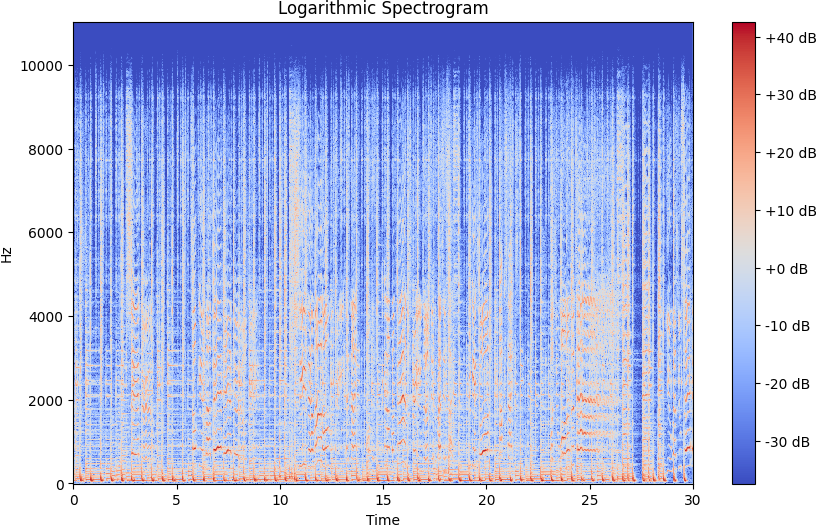 Logarithmic Spectrogram
Hz
10000
8000
6000
4000
2000
0
0 5 10 15 20 25 30
Time
+40 dB
+30 dB
+20 dB
+10 dB
+0 dB
-10 dB
-20 dB
-30 dB